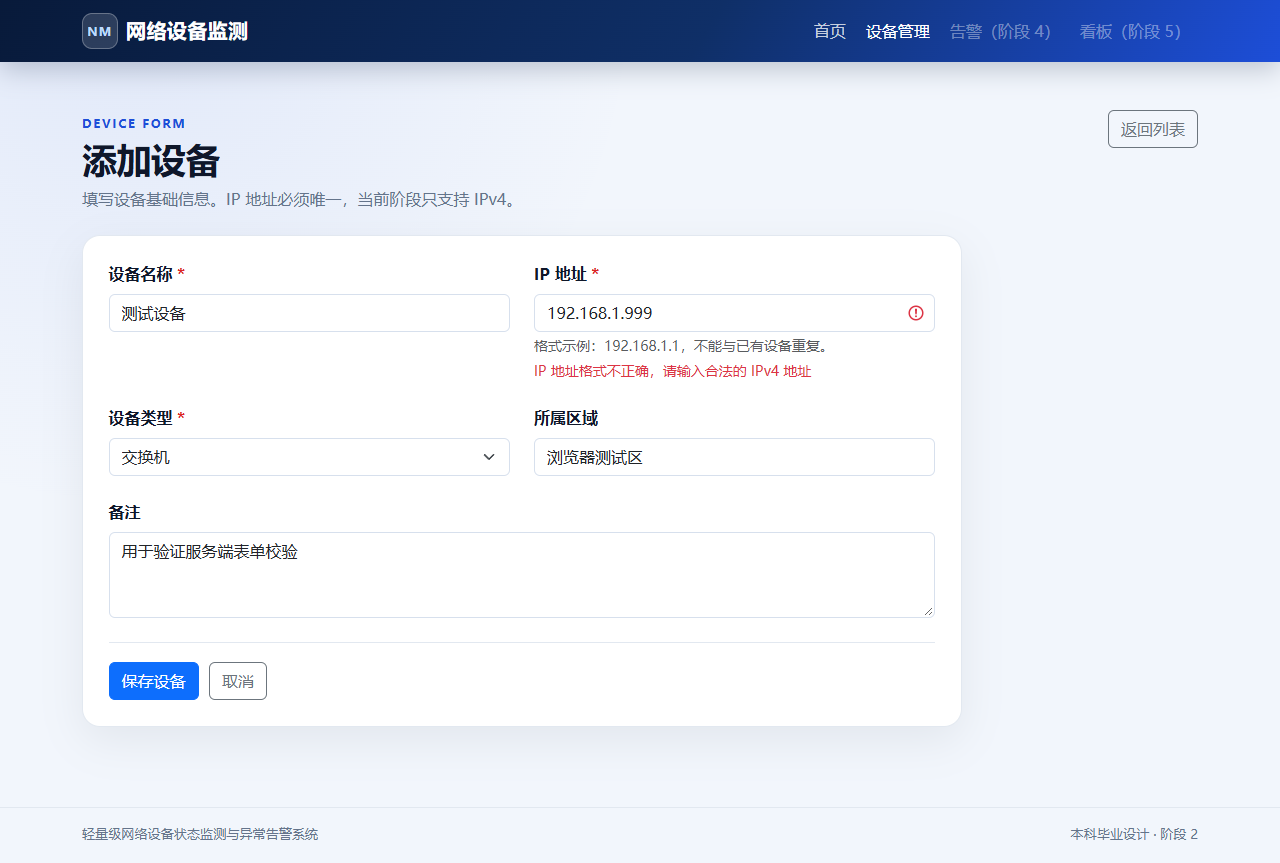 NM 网络设备监测 首页 设备管理 告警（阶段 4） 看板（阶段 5）
DEVICE FORM
返回列表
添加设备
填写设备基础信息。IP 地址必须唯一，当前阶段只支持 IPv4。
设备名称 * IP 地址 *
测试设备 192.168.1.999
格式示例：192.168.1.1，不能与已有设备重复。
IP 地址格式不正确，请输入合法的 IPv4 地址
设备类型 * 所属区域
交换机 浏览器测试区
备注
用于验证服务端表单校验
保存设备 取消
轻量级网络设备状态监测与异常告警系统 本科毕业设计 · 阶段 2